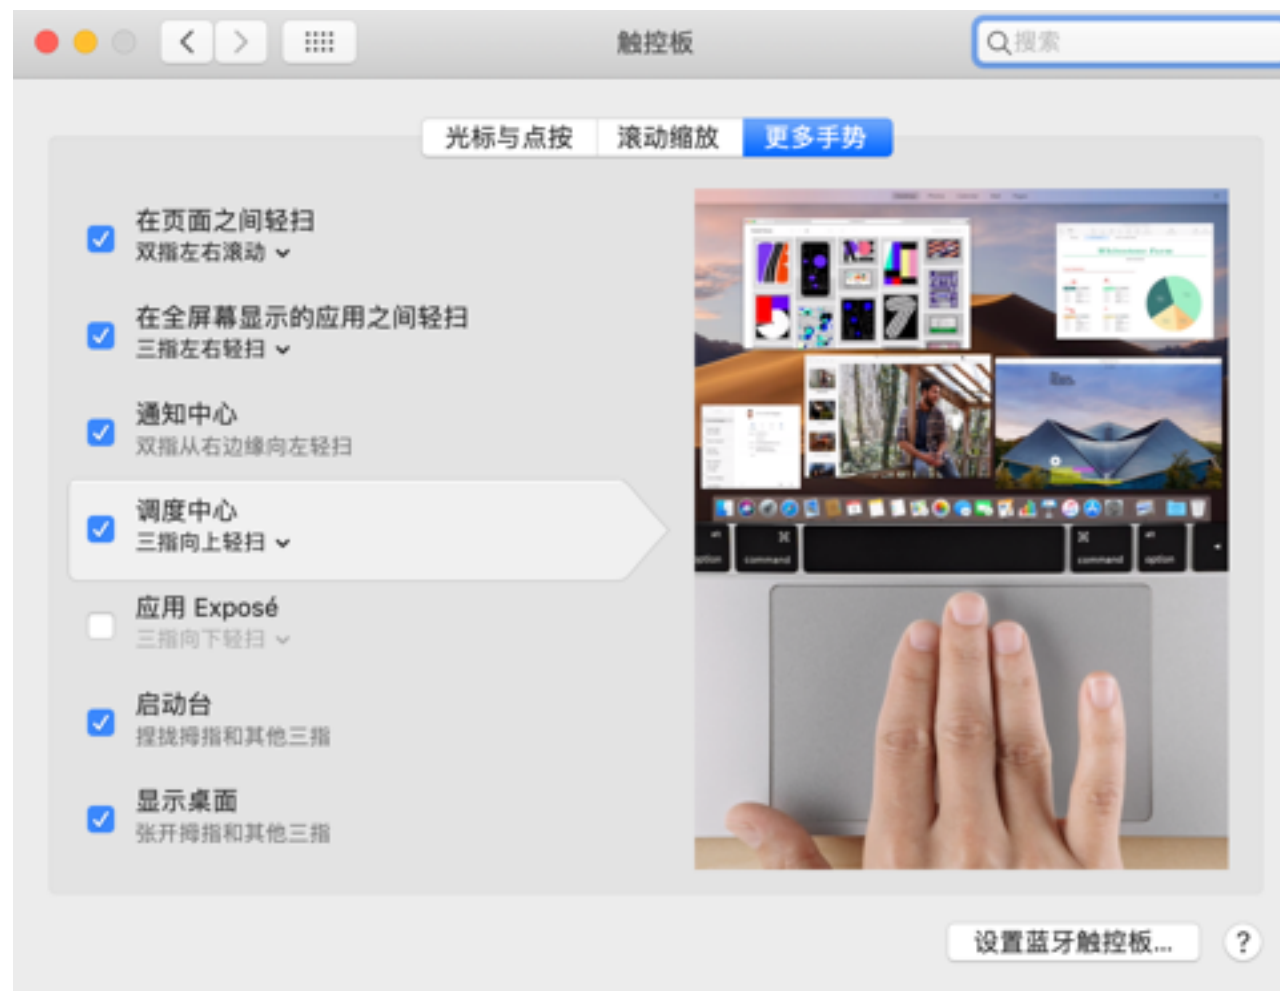 触控板
搜索
光标与点按
滚动缩放
更多手势
在页面之间轻扫
双指左右滚动
在全屏幕显示的应用之间轻扫
三指左右轻扫
通知中心
双指从右边缘向左轻扫
调度中心
三指向上轻扫
应用 Exposé
三指向下轻扫
启动台
捏拢拇指和其他三指
显示桌面
张开拇指和其他三指
alt
option
⌘
command
⌘
command
alt
option
设置蓝牙触控板...
?